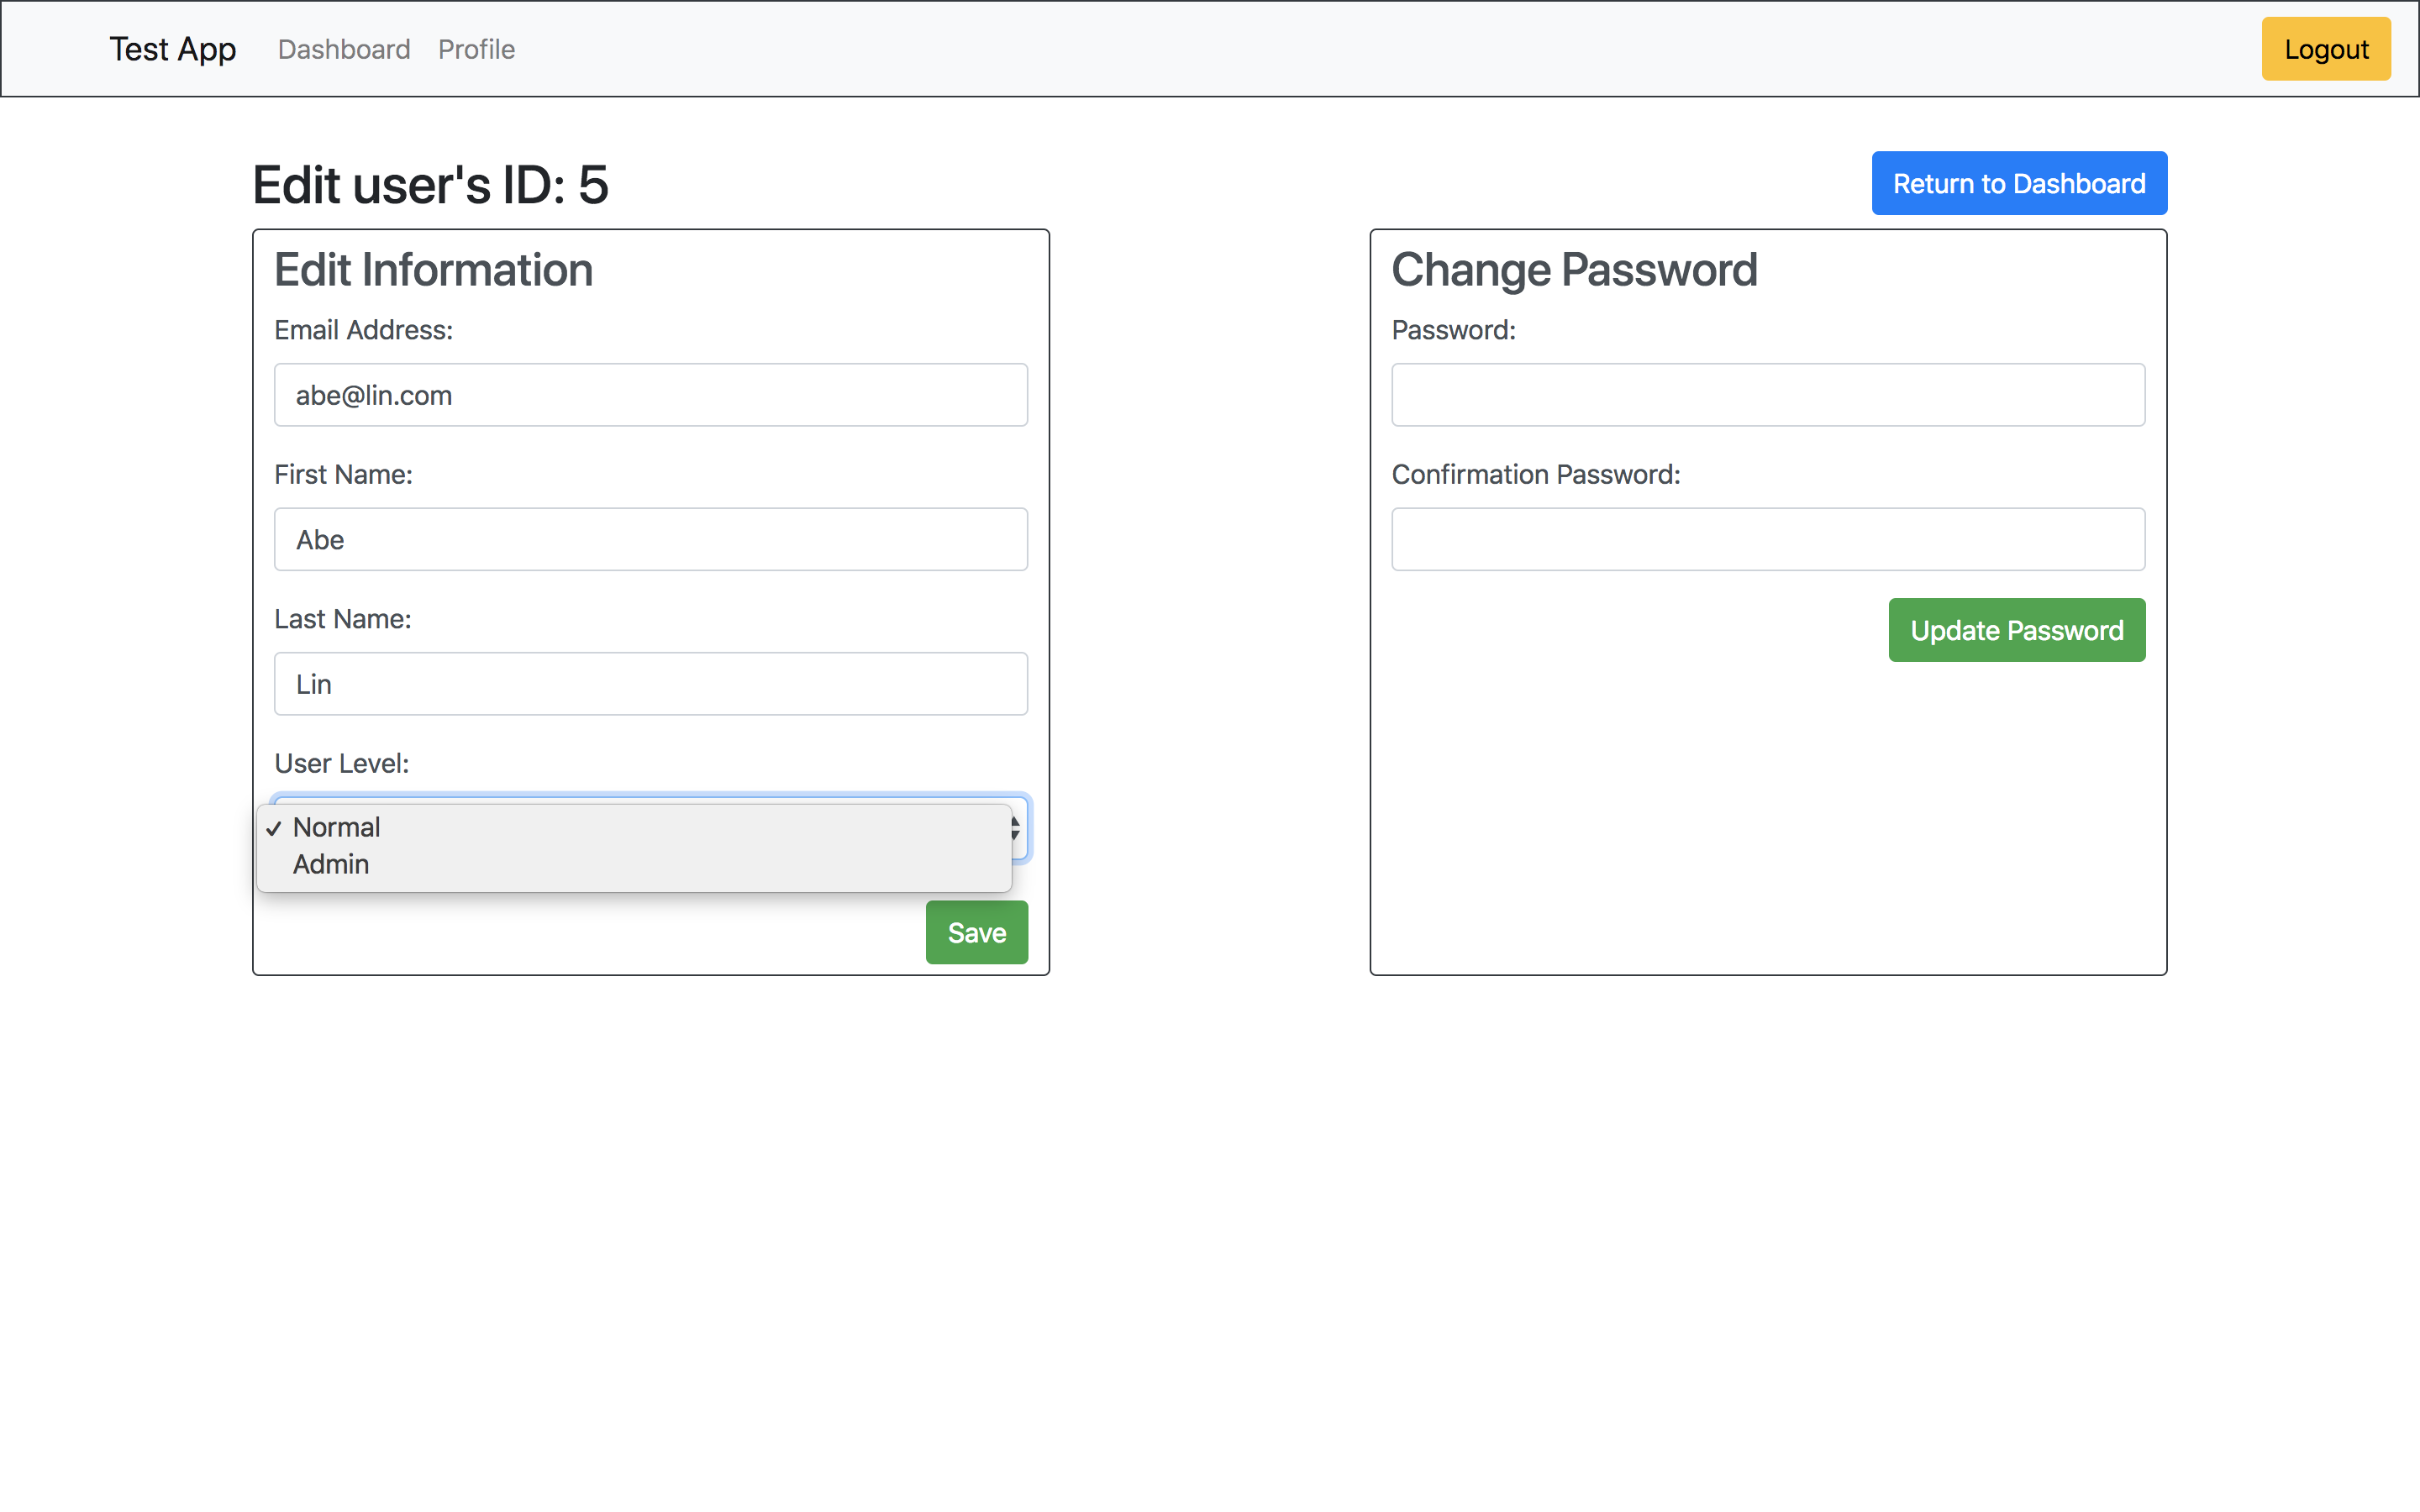 Test App Dashboard Profile Logout
Edit user's ID: 5 Return to Dashboard
Edit Information
Email Address:
abe@lin.com
First Name:
Abe
Last Name:
Lin
User Level:
✓ Normal
Admin
Save
Change Password
Password:
Confirmation Password:
Update Password